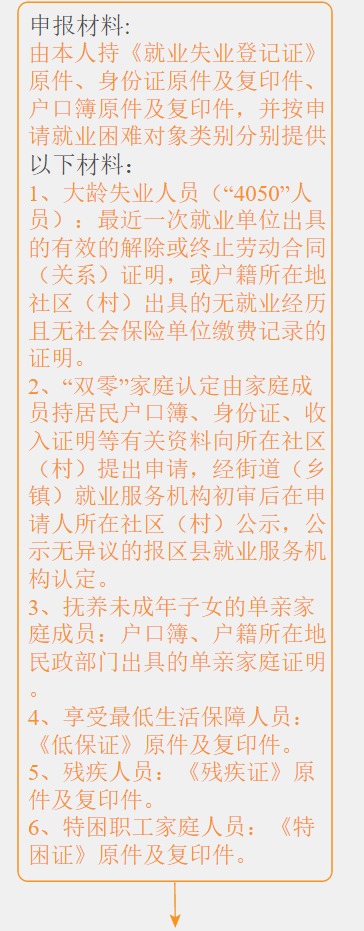 申报材料:
由本人持《就业失业登记证》
原件、身份证原件及复印件、
户口簿原件及复印件，并按申
请就业困难对象类别分别提供
以下材料：
1、大龄失业人员（“4050”人
员）：最近一次就业单位出具
的有效的解除或终止劳动合同
（关系）证明，或户籍所在地
社区（村）出具的无就业经历
且无社会保险单位缴费记录的
证明。
2、“双零”家庭认定由家庭成
员持居民户口簿、身份证、收
入证明等有关资料向所在社区
（村）提出申请，经街道（乡
镇）就业服务机构初审后在申
请人所在社区（村）公示，公
示无异议的报区县就业服务机
构认定。
3、抚养未成年子女的单亲家
庭成员：户口簿、户籍所在地
民政部门出具的单亲家庭证明
。
4、享受最低生活保障人员：
《低保证》原件及复印件。
5、残疾人员：《残疾证》原
件及复印件。
6、特困职工家庭人员：《特
困证》原件及复印件。